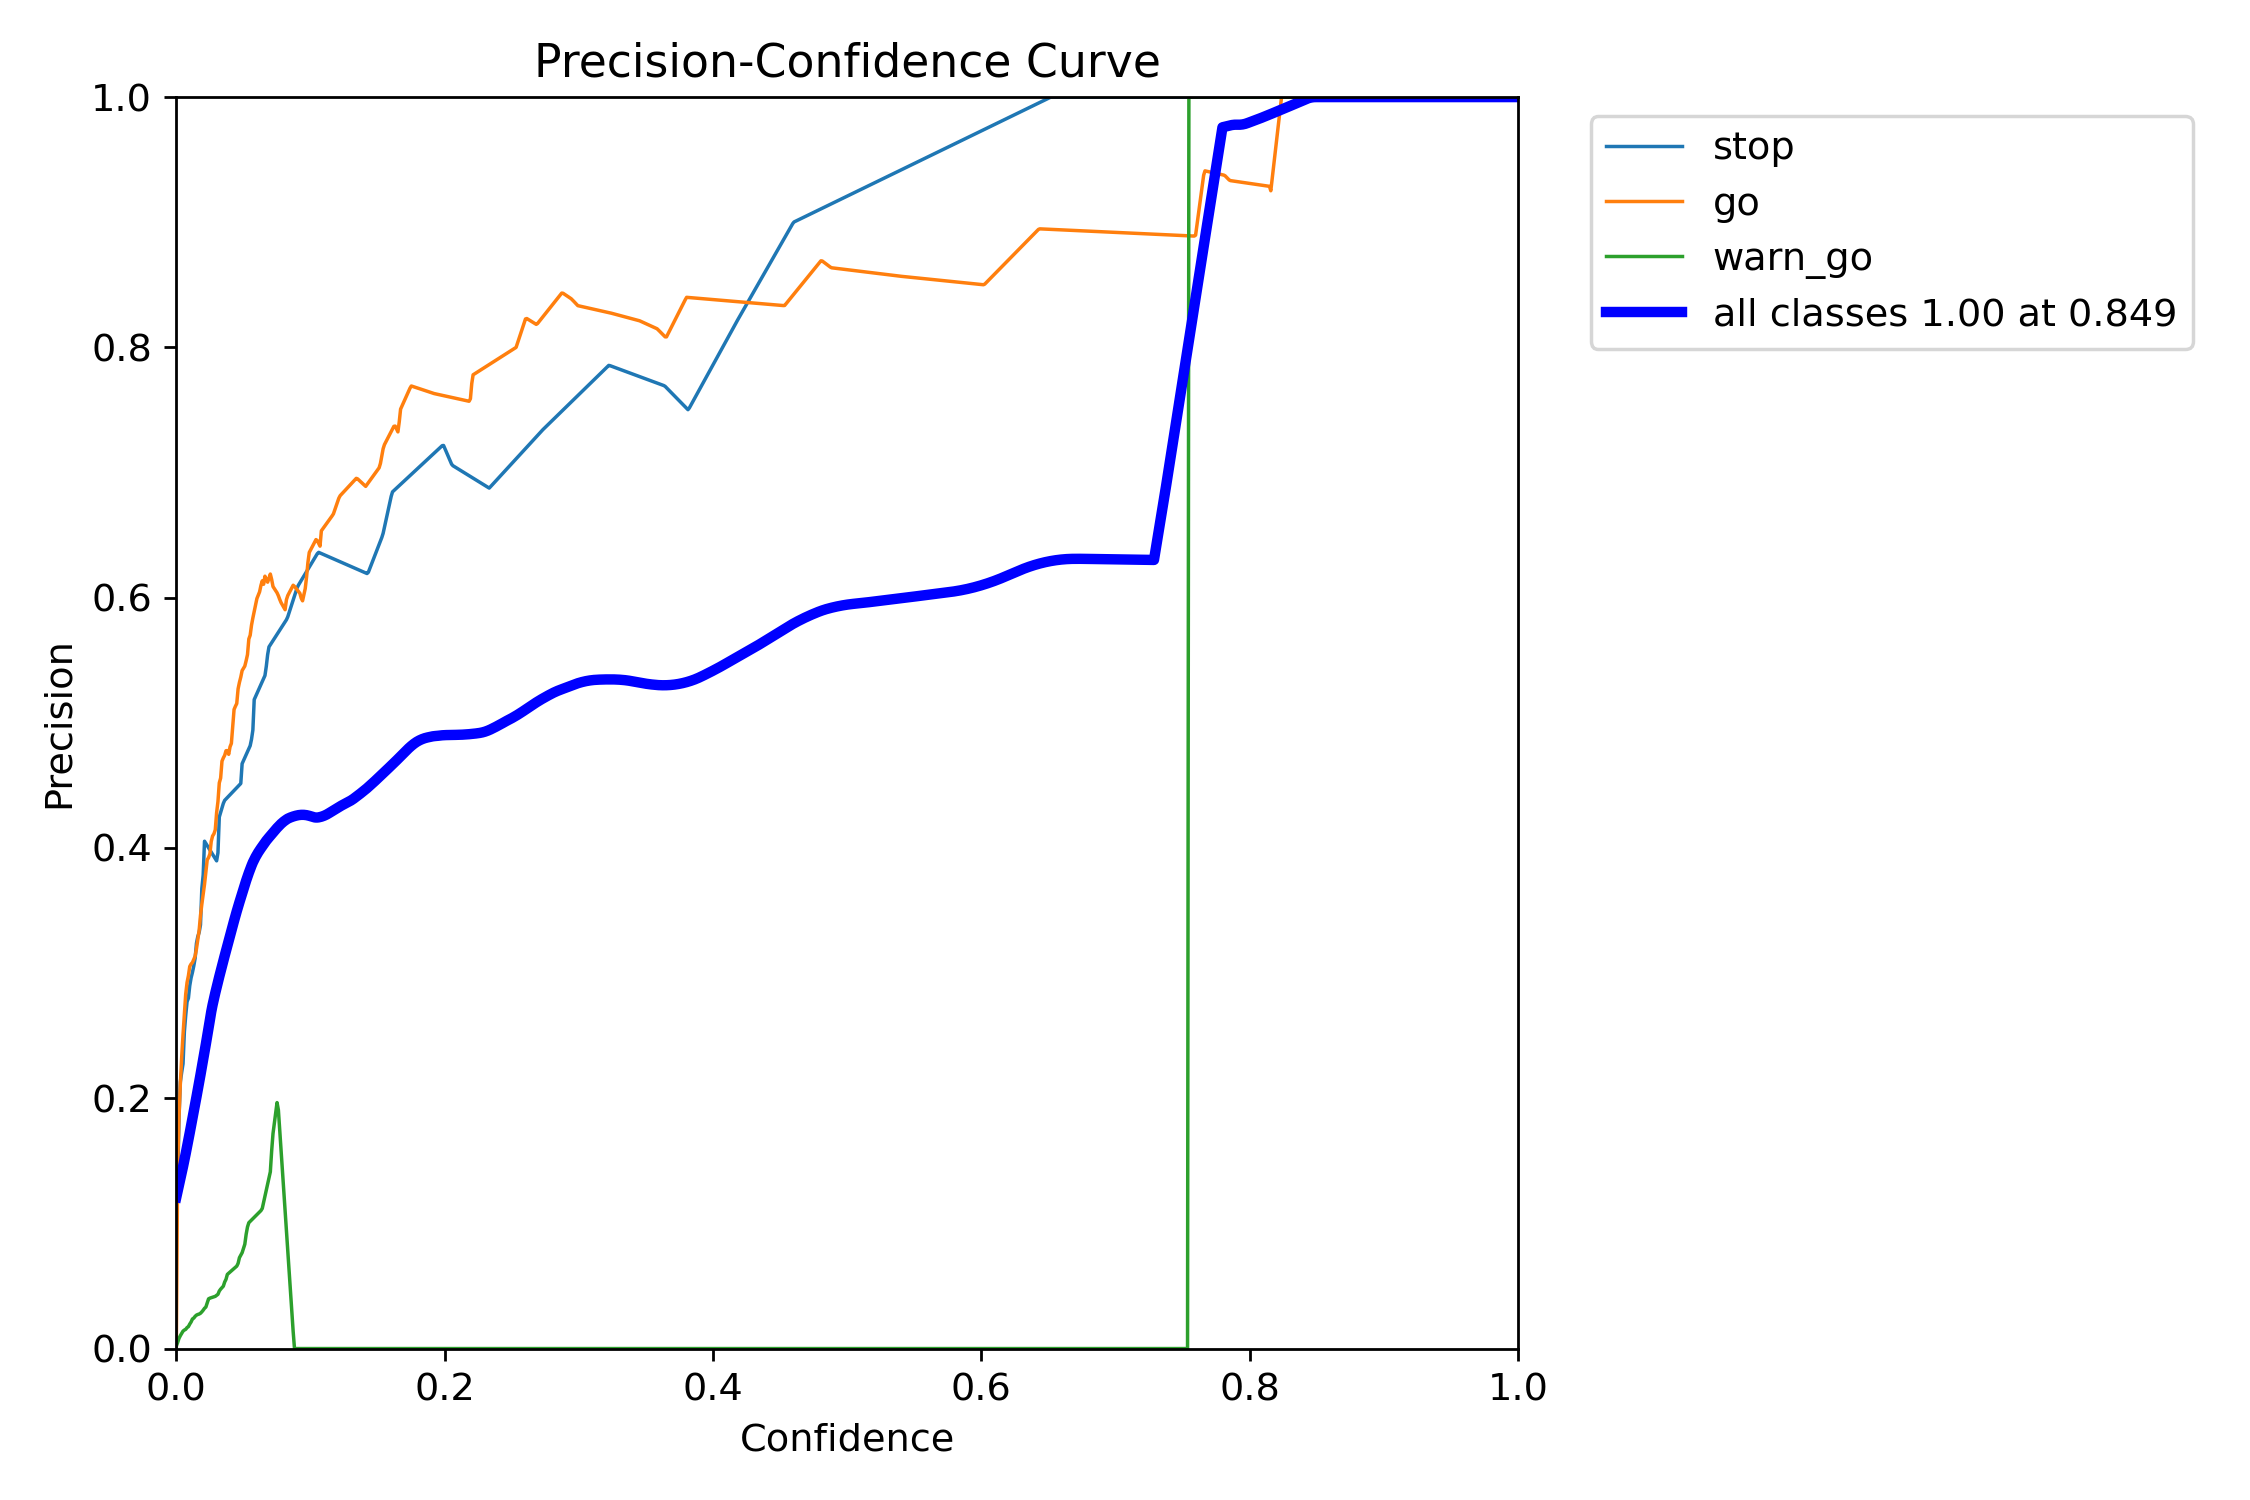 Precision-Confidence Curve
1.0
0.8
0.6
0.4
0.2
0.0
Precision
0.0 0.2 0.4 0.6 0.8 1.0
Confidence
stop
go
warn_go
all classes 1.00 at 0.849